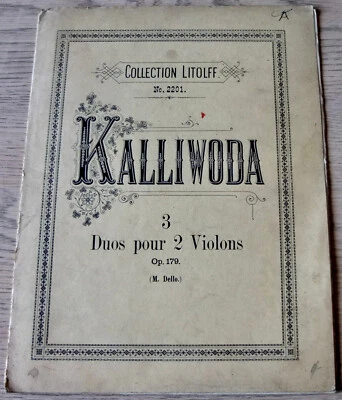 COLLECTION LITOLFF
No. 2201.
KALLIWODA
3
Duos pour 2 Violons
Op. 179.
(M. Dello.)